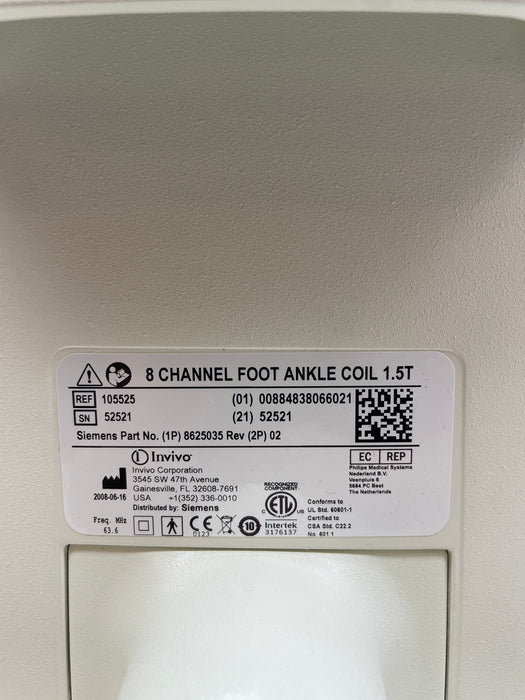 8 CHANNEL FOOT ANKLE COIL 1.5T
REF 105525 (01) 00884838066021
SN 52521 (21) 52521
Siemens Part No. (1P) 8625035 Rev (2P) 02
Invivo
Invivo Corporation
3545 SW 47th Avenue
Gainesville, FL 32608-7691
2008-06-16 USA +1(352) 336-0010
Distributed by: Siemens
Freq. MHz
63.6
CE
0123
10
RECOGNIZED
COMPONENT
C ETL US
Intertek
3176137
EC REP
Philips Medical Systems
Nederland B.V.
Veenpluis 6
5684 PC Best
The Netherlands
Conforms to
UL Std. 60601-1
Certified to
CSA Std. C22.2
No. 601.1